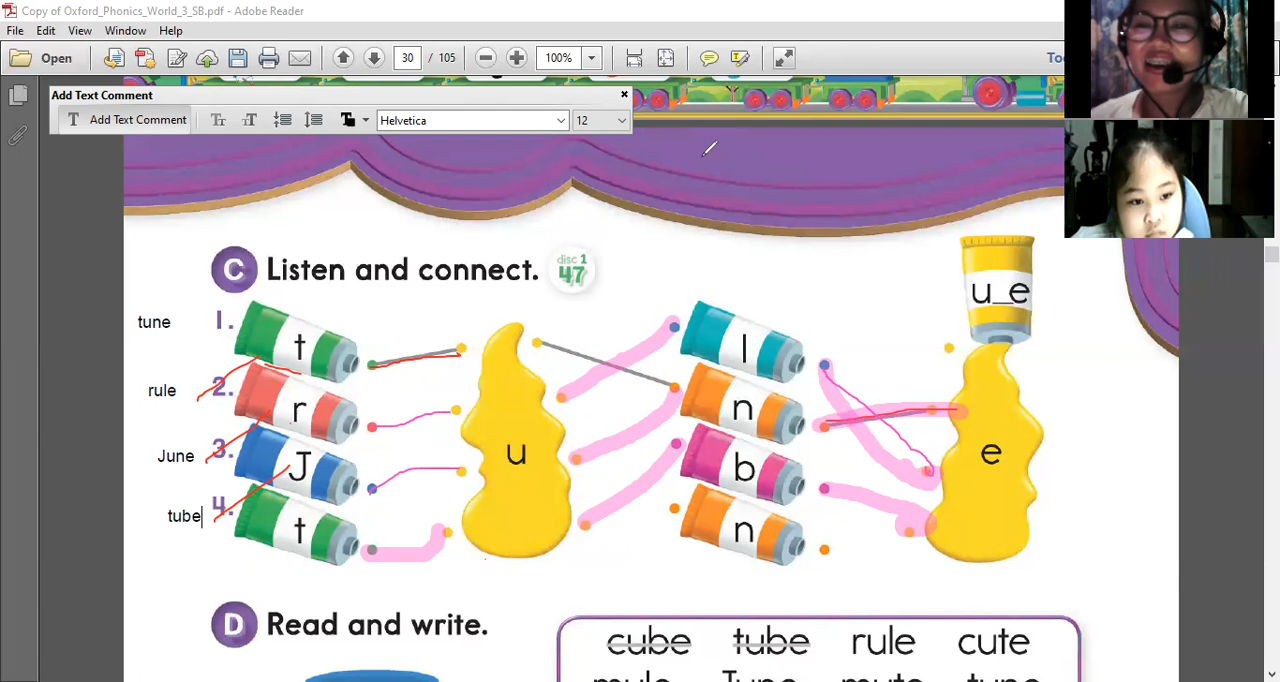 Copy of Oxford_Phonics_World_3_SB.pdf - Adobe Reader
File Edit View Window Help
Open 30 / 105 100%
Add Text Comment
T Add Text Comment Helvetica 12
C Listen and connect. disc 1 47
u_e
tune 1. t l
rule 2. r n
June 3. J u b e
tube 4. t n
D Read and write.
cube tube rule cute